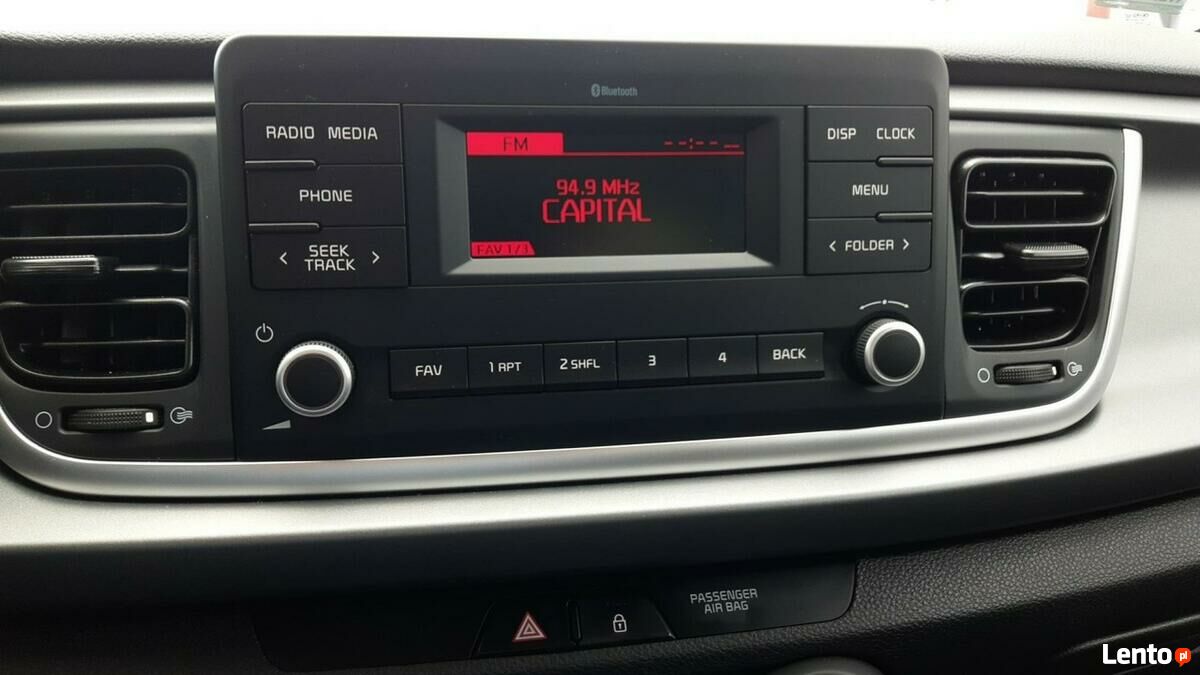 Bluetooth
RADIO MEDIA
FM
--:-- --
DISP CLOCK
PHONE
94.9 MHz
CAPITAL
MENU
< SEEK >
TRACK
FAV 1/3
< FOLDER >
FAV
1 RPT
2 SHFL
3
4
BACK
PASSENGER
AIR BAG
Lento pl